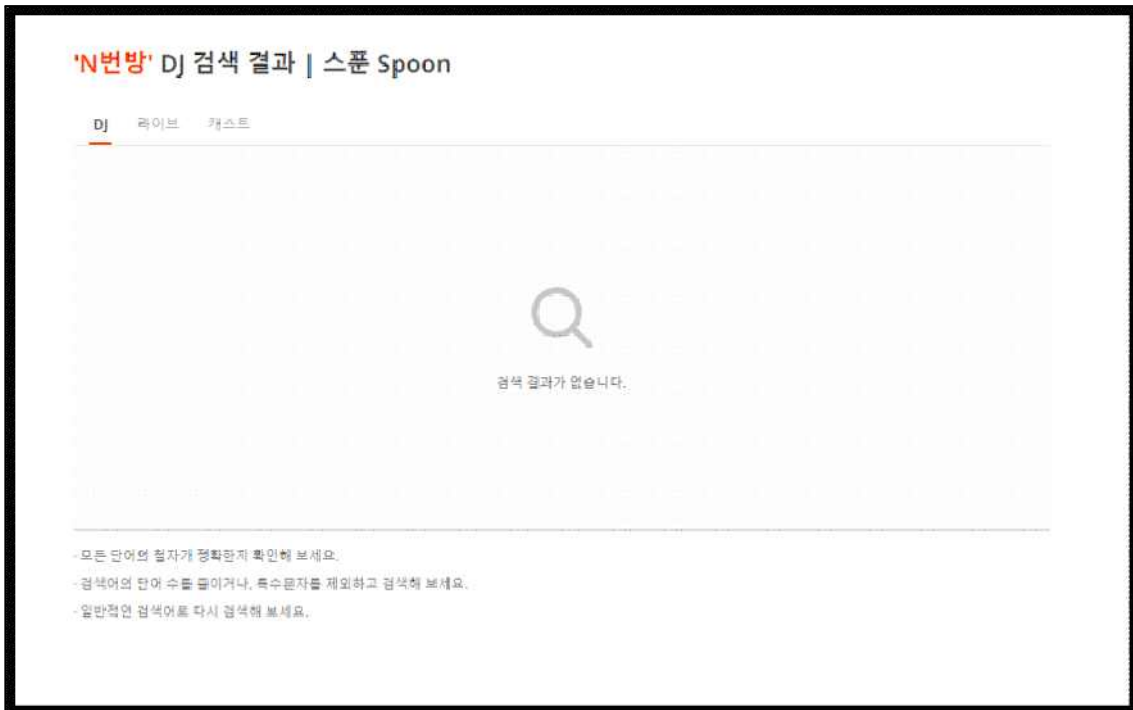 'N번방' DJ 검색 결과 | 스푼 Spoon
DJ 라이브 캐스트
검색 결과가 없습니다.
- 모든 단어의 철자가 정확한지 확인해 보세요.
- 검색어의 단어 수를 줄이거나, 특수문자를 제외하고 검색해 보세요.
- 일반적인 검색어로 다시 검색해 보세요.